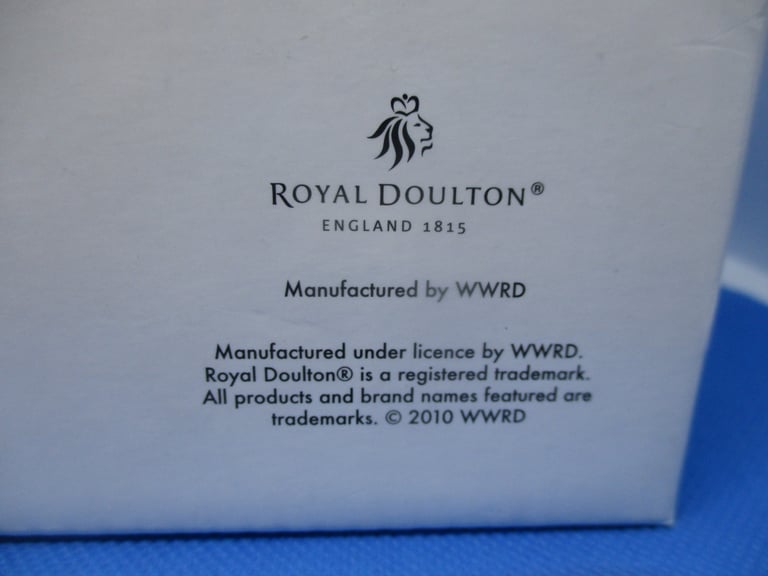 ROYAL DOULTON®
ENGLAND 1815
Manufactured by WWRD
Manufactured under licence by WWRD.
Royal Doulton® is a registered trademark.
All products and brand names featured are
trademarks. © 2010 WWRD